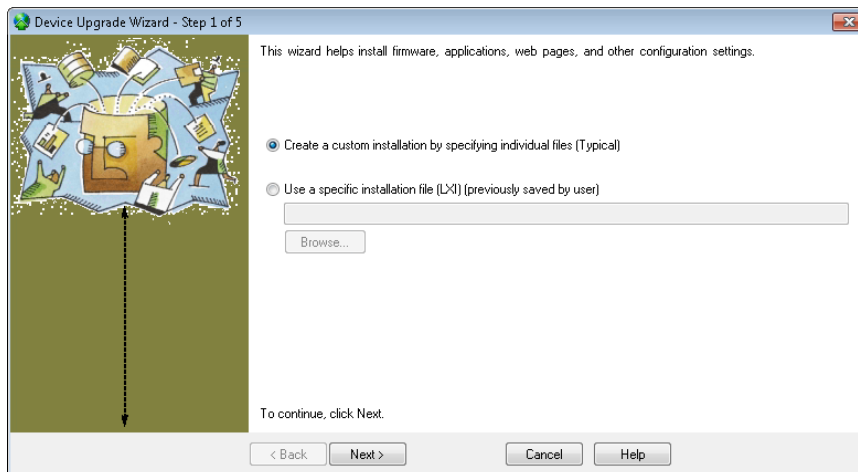 Device Upgrade Wizard - Step 1 of 5
This wizard helps install firmware, applications, web pages, and other configuration settings.
Create a custom installation by specifying individual files (Typical)
Use a specific installation file (LXI) (previously saved by user)
Browse...
To continue, click Next.
< Back Next > Cancel Help